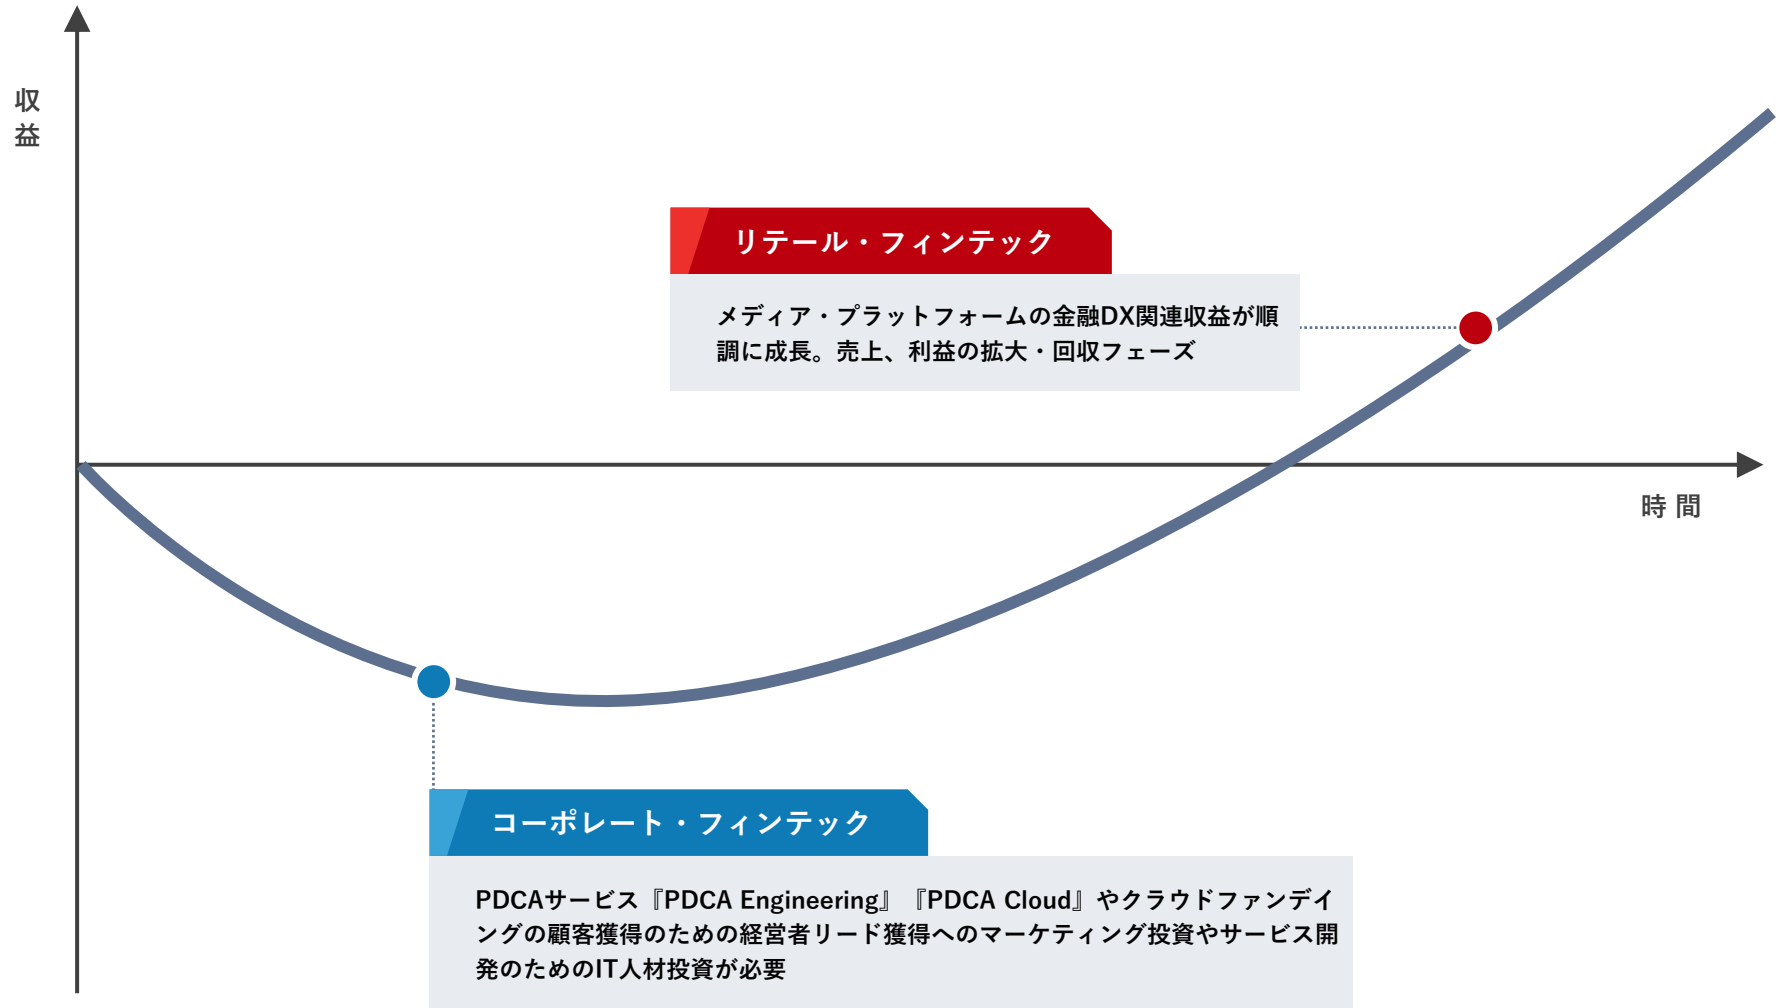 収益
リテール・フィンテック
メディア・プラットフォームの金融DX関連収益が順
調に成長。売上、利益の拡大・回収フェーズ
時間
コーポレート・フィンテック
PDCAサービス『PDCA Engineering』『PDCA Cloud』やクラウドファンデイ
ングの顧客獲得のための経営者リード獲得へのマーケティング投資やサービス開
発のためのIT人材投資が必要